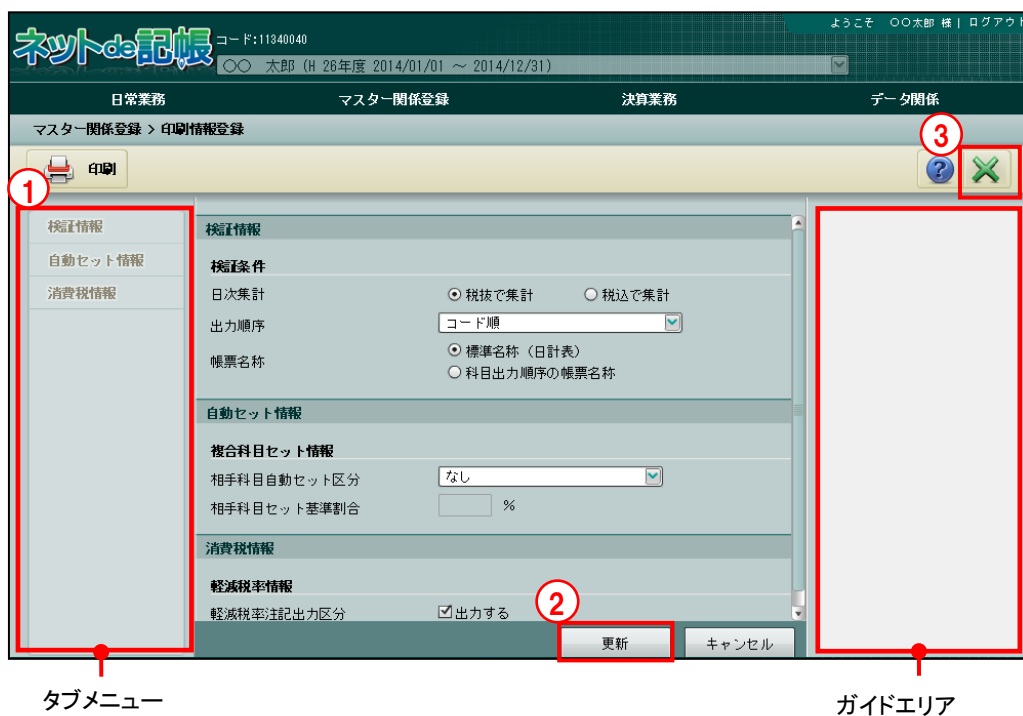 ようこそ 〇〇太郎 様 | ログアウト
ネットde記帳
コード:11340040
〇〇 太郎 (H 26年度 2014/01/01 ～ 2014/12/31)
日常業務 マスター関係登録 決算業務 データ関係
マスター関係登録 > 印刷情報登録
③
印刷 ?
①
検証情報
自動セット情報
消費税情報
検証情報
検証条件
日次集計 税抜で集計 税込で集計
出力順序 コード順
帳票名称 標準名称（日計表）
科目出力順序の帳票名称
自動セット情報
複合科目セット情報
相手科目自動セット区分 なし
相手科目セット基準割合 %
消費税情報
軽減税率情報
軽減税率注記出力区分 出力する
②
更新 キャンセル
タブメニュー ガイドエリア